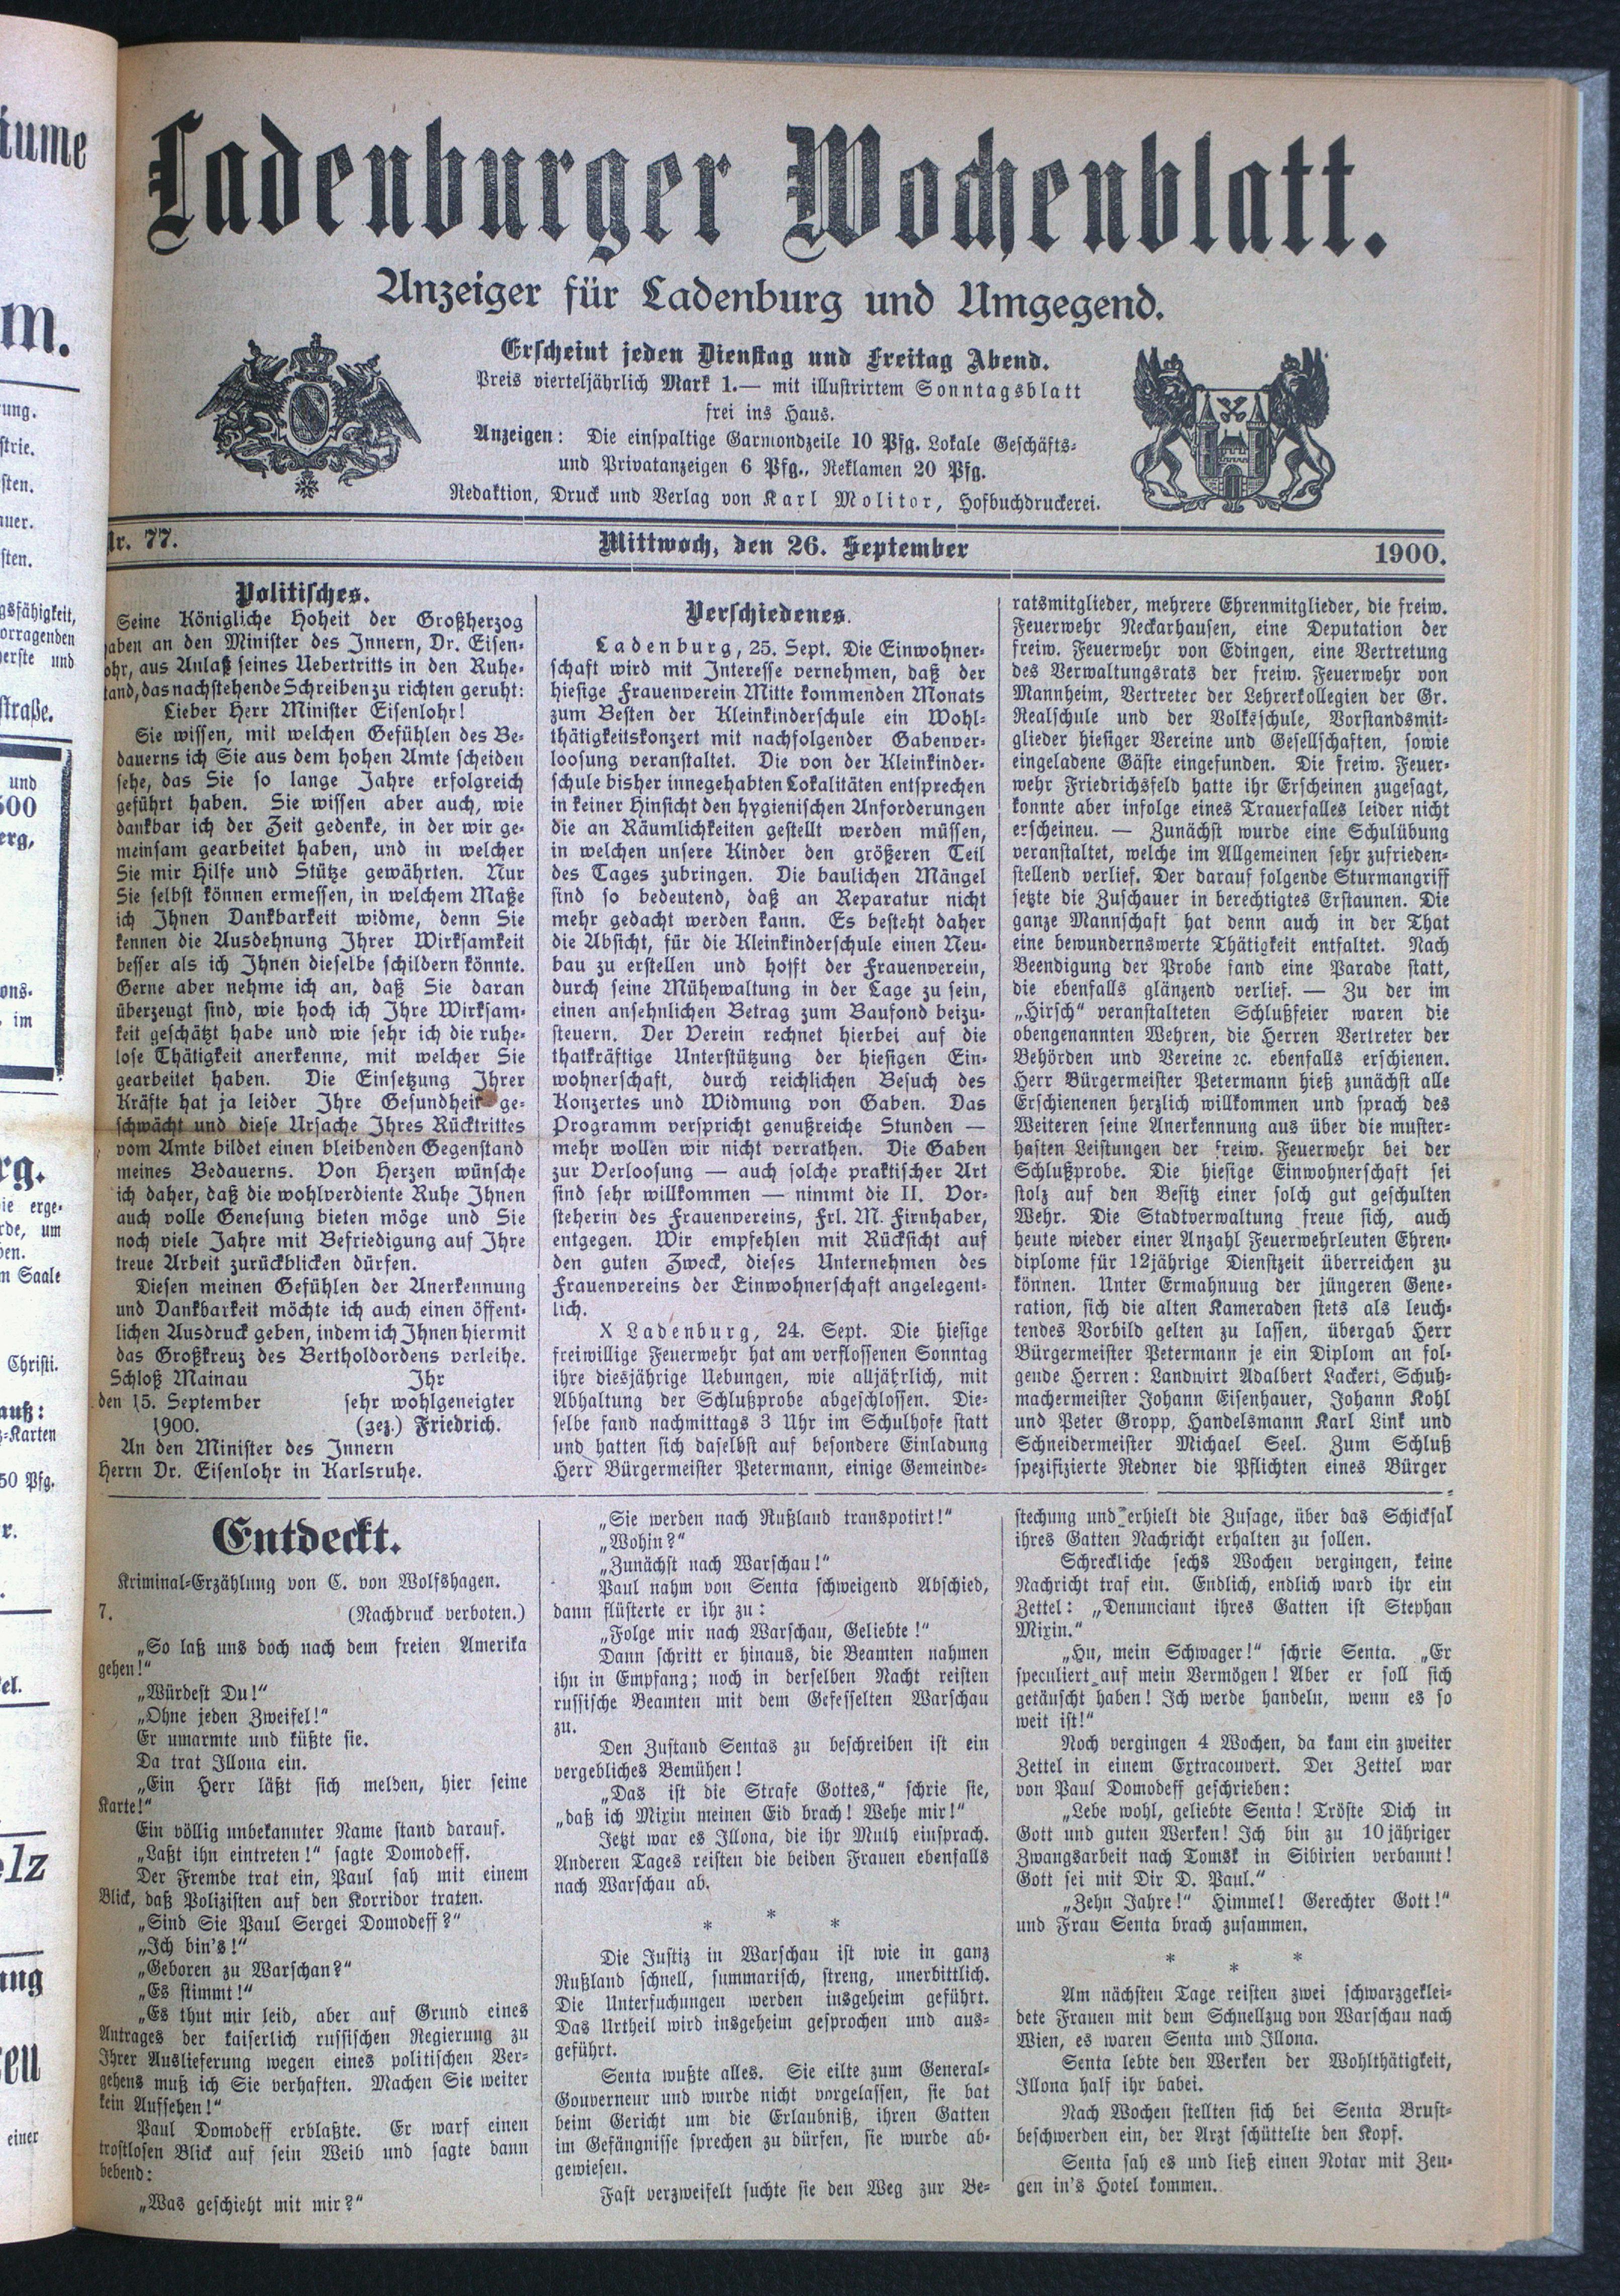 Ladenburger Wochenblatt.
Anzeiger für Ladenburg und Umgegend.
Erscheint jeden Dienstag und Freitag Abend.
Preis vierteljährlich Mark 1.— mit illustrirtem Sonntagsblatt
frei ins Haus.
Anzeigen: Die einspaltige Garmondzeile 10 Pfg. Lokale Geschäfts-
und Privatanzeigen 6 Pfg., Reklamen 20 Pfg.
Redaktion, Druck und Verlag von Karl Molitor, Hofbuchdruckerei.
Nr. 77. Mittwoch, den 26. September 1900.
Politisches.
Seine Königliche Hoheit der Großherzog
haben an den Minister des Innern, Dr. Eisen-
ohr, aus Anlaß seines Uebertritts in den Ruhe-
tand, das nachstehende Schreiben zu richten geruht:
Lieber Herr Minister Eisenlohr!
Sie wissen, mit welchen Gefühlen des Be-
dauerns ich Sie aus dem hohen Amte scheiden
sehe, das Sie so lange Jahre erfolgreich
geführt haben. Sie wissen aber auch, wie
dankbar ich der Zeit gedenke, in der wir ge-
meinsam gearbeitet haben, und in welcher
Sie mir Hilfe und Stütze gewährten. Nur
Sie selbst können ermessen, in welchem Maße
ich Ihnen Dankbarkeit widme, denn Sie
kennen die Ausdehnung Ihrer Wirksamkeit
besser als ich Ihnen dieselbe schildern könnte.
Gerne aber nehme ich an, daß Sie daran
überzeugt sind, wie hoch ich Ihre Wirksam-
keit geschätzt habe und wie sehr ich die ruhe-
lose Thätigkeit anerkenne, mit welcher Sie
gearbeitet haben. Die Einsetzung Ihrer
Kräfte hat ja leider Ihre Gesundheit ge-
schwächt und diese Ursache Ihres Rücktrittes
vom Amte bildet einen bleibenden Gegenstand
meines Bedauerns. Von Herzen wünsche
ich daher, daß die wohlverdiente Ruhe Ihnen
auch volle Genesung bieten möge und Sie
noch viele Jahre mit Befriedigung auf Ihre
treue Arbeit zurückblicken dürfen.
Diesen meinen Gefühlen der Anerkennung
und Dankbarkeit möchte ich auch einen öffent-
lichen Ausdruck geben, indem ich Ihnen hiermit
das Großkreuz des Bertholdordens verleihe.
Schloß Mainau Ihr
den 15. September sehr wohlgeneigter
1900. (gez.) Friedrich.
An den Minister des Innern
Herrn Dr. Eisenlohr in Karlsruhe.
Verschiedenes.
Ladenburg, 25. Sept. Die Einwohner-
schaft wird mit Interesse vernehmen, daß der
hiesige Frauenverein Mitte kommenden Monats
zum Besten der Kleinkinderschule ein Wohl-
thätigkeitskonzert mit nachfolgender Gabenver-
loosung veranstaltet. Die von der Kleinkinder-
schule bisher innegehabten Lokalitäten entsprechen
in keiner Hinsicht den hygienischen Anforderungen
die an Räumlichkeiten gestellt werden müssen,
in welchen unsere Kinder den größeren Teil
des Tages zubringen. Die baulichen Mängel
sind so bedeutend, daß an Reparatur nicht
mehr gedacht werden kann. Es besteht daher
die Absicht, für die Kleinkinderschule einen Neu-
bau zu erstellen und hofft der Frauenverein,
durch seine Mühewaltung in der Lage zu sein,
einen ansehnlichen Betrag zum Baufond beizu-
steuern. Der Verein rechnet hierbei auf die
thatkräftige Unterstützung der hiesigen Ein-
wohnerschaft, durch reichlichen Besuch des
Konzertes und Widmung von Gaben. Das
Programm verspricht genußreiche Stunden —
mehr wollen wir nicht verrathen. Die Gaben
zur Verloosung — auch solche praktischer Art
sind sehr willkommen — nimmt die II. Vor-
steherin des Frauenvereins, Frl. M. Firnhaber,
entgegen. Wir empfehlen mit Rücksicht auf
den guten Zweck, dieses Unternehmen des
Frauenvereins der Einwohnerschaft angelegent-
lich.
X Ladenburg, 24. Sept. Die hiesige
freiwillige Feuerwehr hat am verflossenen Sonntag
ihre diesjährige Uebungen, wie alljährlich, mit
Abhaltung der Schlußprobe abgeschlossen. Die-
selbe fand nachmittags 3 Uhr im Schulhofe statt
und hatten sich daselbst auf besondere Einladung
Herr Bürgermeister Petermann, einige Gemeinde-
ratsmitglieder, mehrere Ehrenmitglieder, die freiw.
Feuerwehr Neckarhausen, eine Deputation der
freiw. Feuerwehr von Edingen, eine Vertretung
des Verwaltungsrats der freiw. Feuerwehr von
Mannheim, Vertreter der Lehrerkollegien der Gr.
Realschule und der Volksschule, Vorstandsmit-
glieder hiesiger Vereine und Gesellschaften, sowie
eingeladene Gäste eingefunden. Die freiw. Feuer-
wehr Friedrichsfeld hatte ihr Erscheinen zugesagt,
konnte aber infolge eines Trauerfalles leider nicht
erscheineu. — Zunächst wurde eine Schulübung
veranstaltet, welche im Allgemeinen sehr zufrieden-
stellend verlief. Der darauf folgende Sturmangriff
setzte die Zuschauer in berechtigtes Erstaunen. Die
ganze Mannschaft hat denn auch in der That
eine bewundernswerte Thätigkeit entfaltet. Nach
Beendigung der Probe fand eine Parade statt,
die ebenfalls glänzend verlief. — Zu der im
„Hirsch“ veranstalteten Schlußfeier waren die
obengenannten Wehren, die Herren Vertreter der
Behörden und Vereine ꝛc. ebenfalls erschienen.
Herr Bürgermeister Petermann hieß zunächst alle
Erschienenen herzlich willkommen und sprach des
Weiteren seine Anerkennung aus über die muster-
hasten Leistungen der freiw. Feuerwehr bei der
Schlußprobe. Die hiesige Einwohnerschaft sei
stolz auf den Besitz einer solch gut geschulten
Wehr. Die Stadtverwaltung freue sich, auch
heute wieder einer Anzahl Feuerwehrleuten Ehren-
diplome für 12jährige Dienstzeit überreichen zu
können. Unter Ermahnung der jüngeren Gene-
ration, sich die alten Kameraden stets als leuch-
tendes Vorbild gelten zu lassen, übergab Herr
Bürgermeister Petermann je ein Diplom an fol-
gende Herren: Landwirt Adalbert Lackert, Schuh-
machermeister Johann Eisenhauer, Johann Kohl
und Peter Gropp, Handelsmann Karl Link und
Schneidermeister Michael Seel. Zum Schluß
spezifizierte Redner die Pflichten eines Bürger
Entdeckt.
Kriminal-Erzählung von C. von Wolfshagen.
7. (Nachdruck verboten.)
„So laß uns doch nach dem freien Amerika
gehen!“
„Würdest Du!“
„Ohne jeden Zweifel!“
Er umarmte und küßte sie.
Da trat Illona ein.
„Ein Herr läßt sich melden, hier seine
Karte!“
Ein völlig unbekannter Name stand darauf.
„Laßt ihn eintreten!“ sagte Domodeff.
Der Fremde trat ein, Paul sah mit einem
Blick, daß Polizisten auf den Korridor traten.
„Sind Sie Paul Sergei Domodeff?“
„Ich bin's!“
„Geboren zu Warschau?“
„Es stimmt!“
„Es thut mir leid, aber auf Grund eines
Antrages der kaiserlich russischen Regierung zu
Ihrer Auslieferung wegen eines politischen Ver-
gehens muß ich Sie verhaften. Machen Sie weiter
kein Aufsehen!“
Paul Domodeff erblaßte. Er warf einen
trostlosen Blick auf sein Weib und sagte dann
bebend:
„Was geschieht mit mir?“
„Sie werden nach Rußland transpotirt!“
„Wohin?“
„Zunächst nach Warschau!“
Paul nahm von Senta schweigend Abschied,
dann flüsterte er ihr zu:
„Folge mir nach Warschau, Geliebte!“
Dann schritt er hinaus, die Beamten nahmen
ihn in Empfang; noch in derselben Nacht reisten
russische Beamten mit dem Gefesselten Warschau
zu.
Den Zustand Sentas zu beschreiben ist ein
vergebliches Bemühen!
„Das ist die Strafe Gottes,“ schrie sie,
„daß ich Mixin meinen Eid brach! Wehe mir!“
Jetzt war es Illona, die ihr Muth einsprach.
Anderen Tages reisten die beiden Frauen ebenfalls
nach Warschau ab.
* * *
Die Justiz in Warschau ist wie in ganz
Rußland schnell, summarisch, streng, unerbittlich.
Die Untersuchungen werden insgeheim geführt.
Das Urtheil wird insgeheim gesprochen und aus-
geführt.
Senta wußte alles. Sie eilte zum General-
Gouverneur und wurde nicht vorgelassen, sie bat
beim Gericht um die Erlaubniß, ihren Gatten
im Gefängnisse sprechen zu dürfen, sie wurde ab-
gewiesen.
Fast verzweifelt suchte sie den Weg zur Be-
stechung und erhielt die Zusage, über das Schicksal
ihres Gatten Nachricht erhalten zu sollen.
Schreckliche sechs Wochen vergingen, keine
Nachricht traf ein. Endlich, endlich ward ihr ein
Zettel: „Denunciant ihres Gatten ist Stephan
Mixin.“
„Hu, mein Schwager!“ schrie Senta. „Er
speculiert auf mein Vermögen! Aber er soll sich
getäuscht haben! Ich werde handeln, wenn es so
weit ist!“
Noch vergingen 4 Wochen, da kam ein zweiter
Zettel in einem Extracouvert. Der Zettel war
von Paul Domodeff geschrieben:
„Lebe wohl, geliebte Senta! Tröste Dich in
Gott und guten Werken! Ich bin zu 10jähriger
Zwangsarbeit nach Tomsk in Sibirien verbannt!
Gott sei mit Dir D. Paul.“
„Zehn Jahre!“ Himmel! Gerechter Gott!“
und Frau Senta brach zusammen.
* * *
Am nächsten Tage reisten zwei schwarzgeklei-
dete Frauen mit dem Schnellzug von Warschau nach
Wien, es waren Senta und Illona.
Senta lebte den Werken der Wohlthätigkeit,
Illona half ihr babei.
Nach Wochen stellten sich bei Senta Brust-
beschwerden ein, der Arzt schüttelte den Kopf.
Senta sah es und ließ einen Notar mit Zeu-
gen in's Hotel kommen.